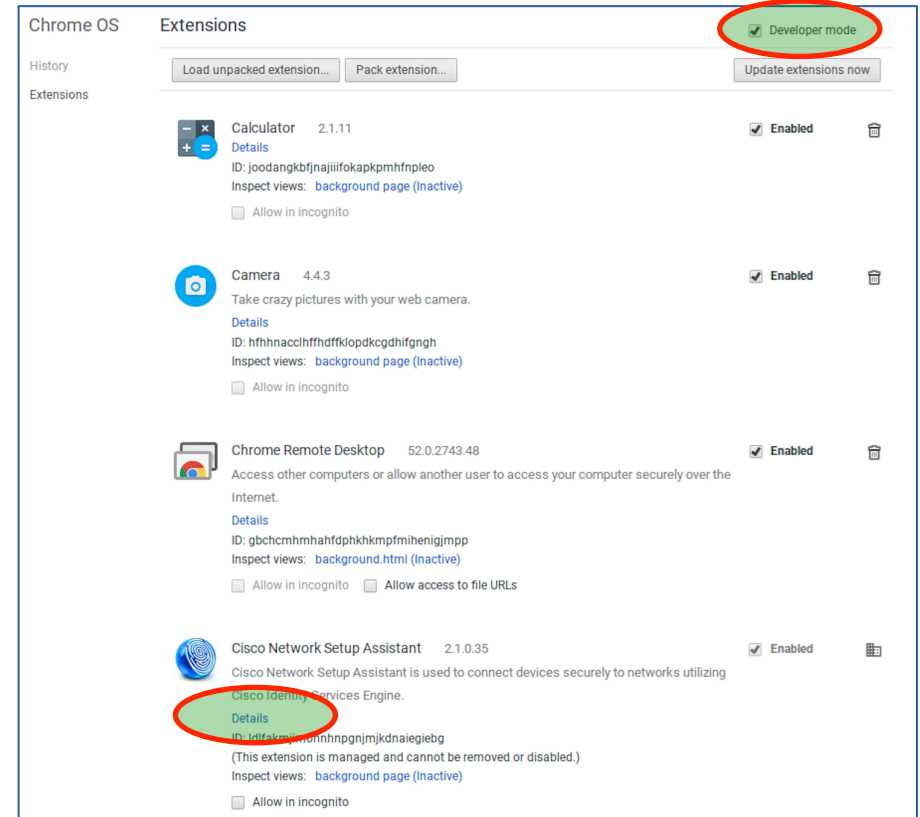 Chrome OS
Extensions
Developer mode
History
Extensions
Load unpacked extension...
Pack extension...
Update extensions now
Calculator 2.1.11
Enabled
Details
ID: joodangkbfjnajiiifokapkpmhfnpleo
Inspect views: background page (Inactive)
Allow in incognito
Camera 4.4.3
Enabled
Take crazy pictures with your web camera.
Details
ID: hfhhnacclhffhdffklopdkcgdhifgngh
Inspect views: background page (Inactive)
Allow in incognito
Chrome Remote Desktop 52.0.2743.48
Enabled
Access other computers or allow another user to access your computer securely over the
Internet.
Details
ID: gbchcmhmhahfdphkhkmpfmihenigjmpp
Inspect views: background.html (Inactive)
Allow in incognito Allow access to file URLs
Cisco Network Setup Assistant 2.1.0.35
Enabled
Cisco Network Setup Assistant is used to connect devices securely to networks utilizing
Cisco Identity Services Engine.
Details
ID:
(This extension is managed and cannot be removed or disabled.)
Inspect views: background page (Inactive)
Allow in incognito